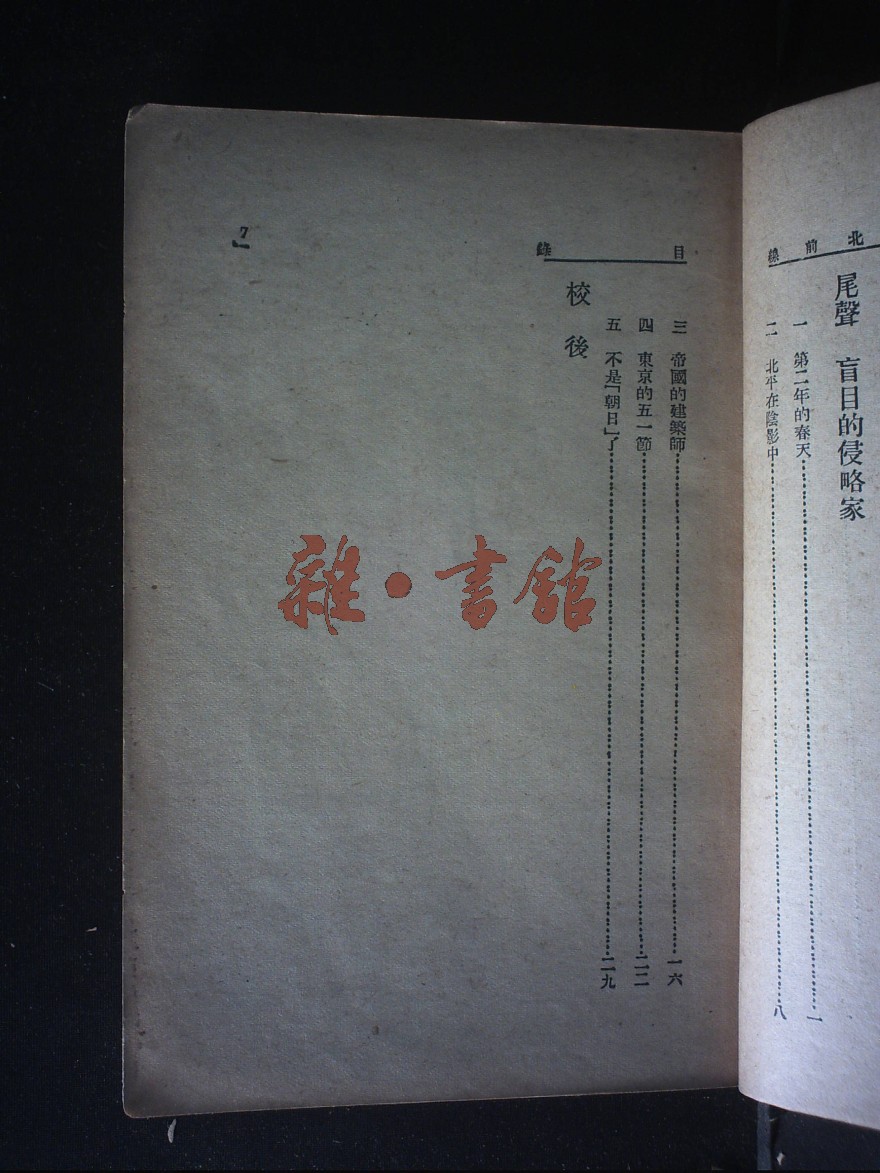 北前線
尾聲 盲目的侵略家
一 第二年的春天 一
二 北平在陰影中 八
目錄
三 帝國的建築師 一六
四 東京的五一節 二二
五 不是「朝日」了 二九
校後
7
雜·書館